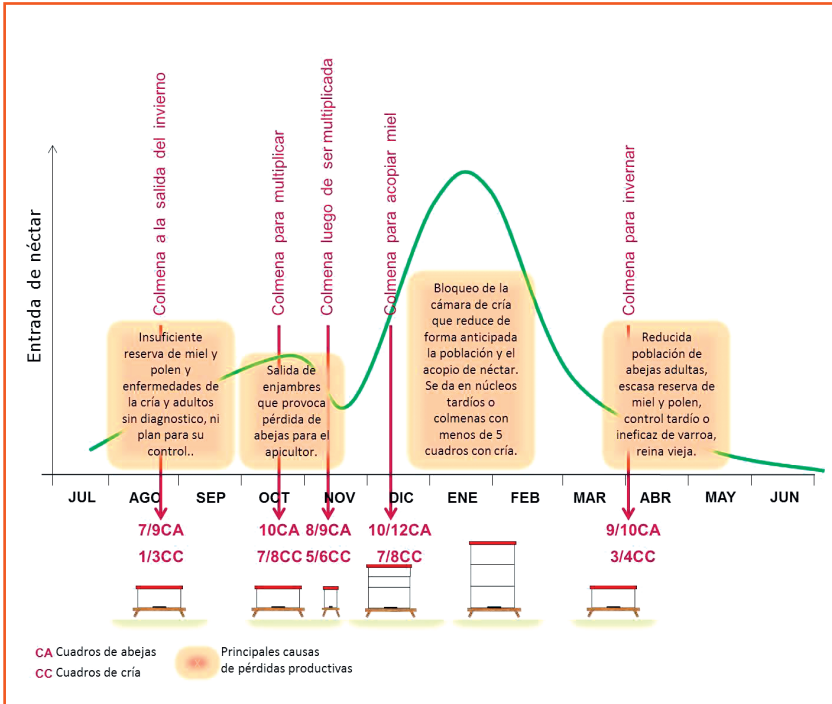 Entrada de néctar
Colmena a la salida del invierno
Colmena para multiplicar
Colmena luego de ser multiplicada
Colmena para acopiar miel
Colmena para invernar
Insuficiente
reserva de miel y
polen y
enfermedades de
la cría y adultos
sin diagnostico, ni
plan para su
control..
Salida de
enjambres
que provoca
pérdida de
abejas para el
apicultor.
Bloqueo de la
cámara de cría
que reduce de
forma anticipada
la población y el
acopio de néctar.
Se da en núcleos
tardíos o
colmenas con
menos de 5
cuadros con cría.
Reducida
población de
abejas adultas,
escasa reserva de
miel y polen,
control tardío o
ineficaz de varroa,
reina vieja.
JUL AGO SEP OCT NOV DIC ENE FEB MAR ABR MAY JUN
7/9CA 10CA 8/9CA 10/12CA 9/10CA
1/3CC 7/8CC 5/6CC 7/8CC 3/4CC
CA Cuadros de abejas
CC Cuadros de cría
Principales causas
de pérdidas productivas